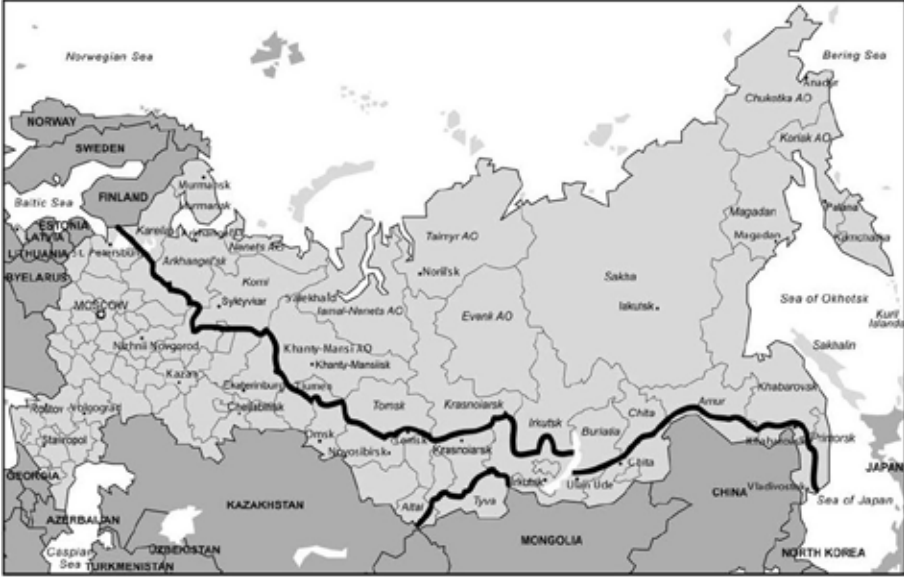 Norwegian Sea
Bering Sea
Anadyr
Chukotka AO
NORWAY
Koriak AO
SWEDEN
Murmansk
FINLAND
Murmansk
Baltic Sea
Palana
Magadan
ESTONIA
Karelia
Arkhangel'sk
Taimyr AO
Kamchatka
LATVIA
Nenets AO
Magadan
LITHUANIA
St. Petersburg
Arkhangel'sk
Noril'sk
Sakha
BYELARUS
Komi
Salekhard
Sea of Okhotsk
MOSCOW
Syktyvkar
Iamal-Nenets AO
Evenk AO
Iakutsk
Kuril
Islands
Nizhnii Novgorod
Khanty-Mansi AO
Sakhalin
Khanty-Mansiisk
Kazan
Ekaterinburg
Tiumen
Khabarovsk
Rostov
Volgograd
Cheliabinsk
Tomsk
Krasnoiarsk
Irkutsk
Buriatia
Chita
Amur
Stavropol
Omsk
Tomsk
Novosibirsk
Krasnoiarsk
Khabarovsk
Primorsk
GEORGIA
Irkutsk
Ulan Ude
Chita
JAPAN
KAZAKHSTAN
Altai
Tyva
CHINA
Vladivostok
Sea of Japan
AZERBAIJAN
MONGOLIA
Caspian
Sea
UZBEKISTAN
TURKMENISTAN
NORTH KOREA